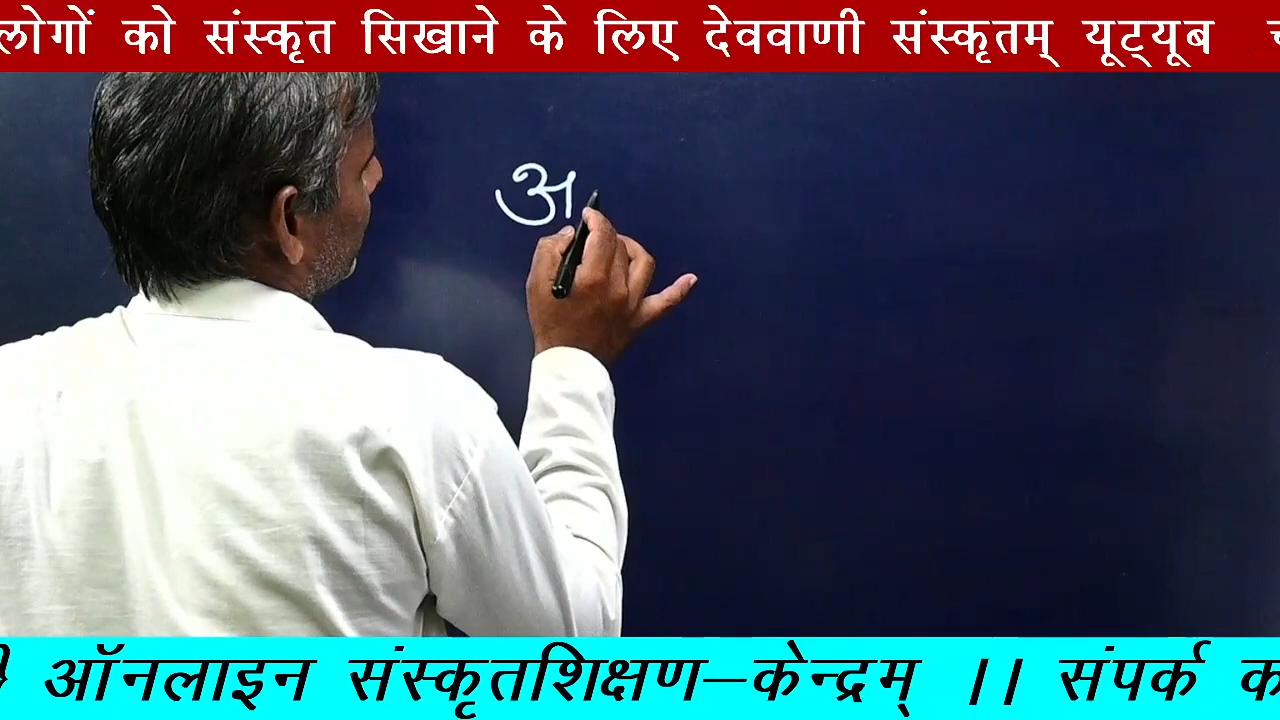 लोगों को संस्कृत सिखाने के लिए देववाणी संस्कृतम् यूट्यूब
अ
ऑनलाइन संस्कृतशिक्षण–केन्द्रम् ।। संपर्क